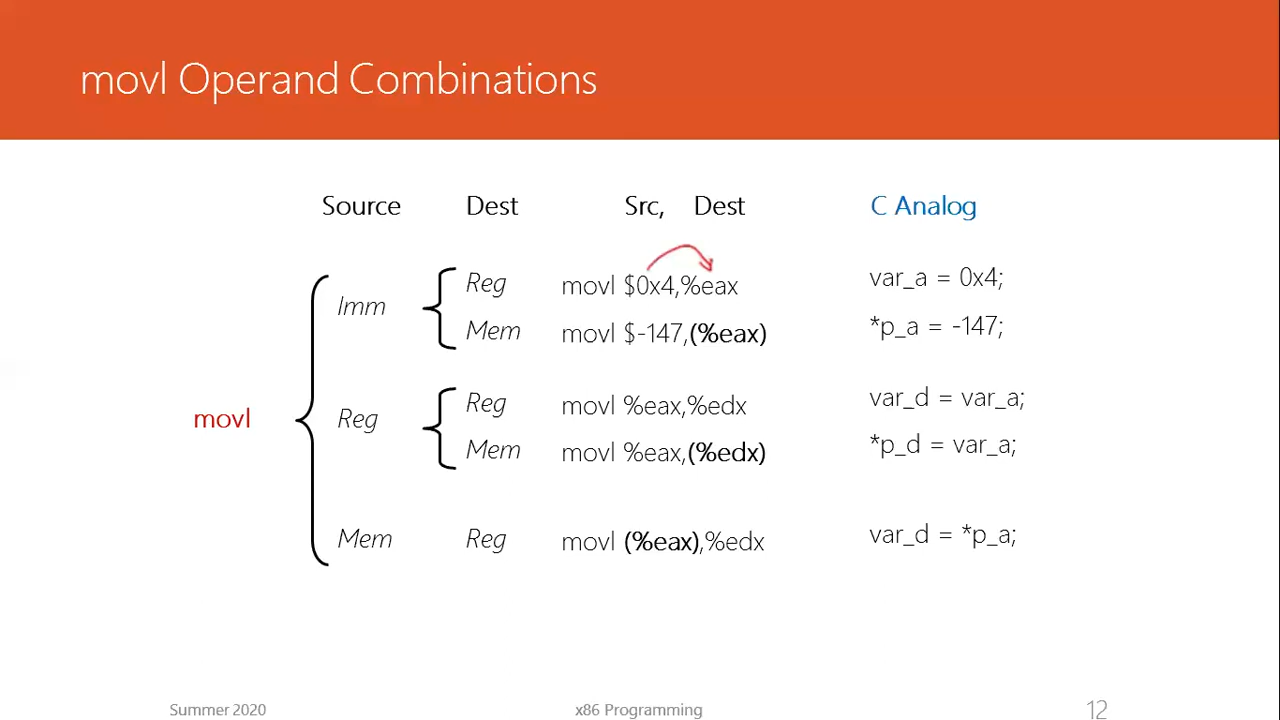 movl Operand Combinations
Source Dest Src, Dest C Analog
Imm Reg movl $0x4,%eax var_a = 0x4;
Mem movl $-147,(%eax) *p_a = -147;
movl Reg Reg movl %eax,%edx var_d = var_a;
Mem movl %eax,(%edx) *p_d = var_a;
Mem Reg movl (%eax),%edx var_d = *p_a;
Summer 2020 x86 Programming 12